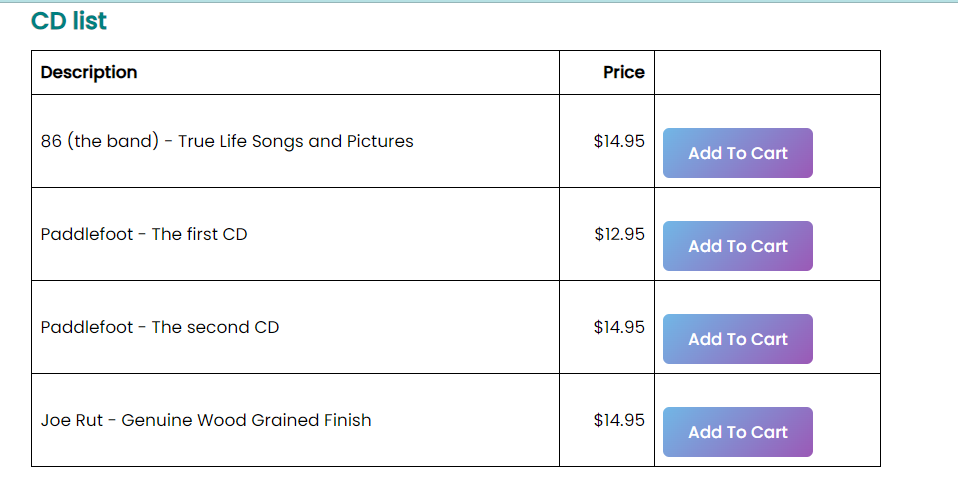 CD list
Description Price
86 (the band) - True Life Songs and Pictures $14.95 Add To Cart
Paddlefoot - The first CD $12.95 Add To Cart
Paddlefoot - The second CD $14.95 Add To Cart
Joe Rut - Genuine Wood Grained Finish $14.95 Add To Cart